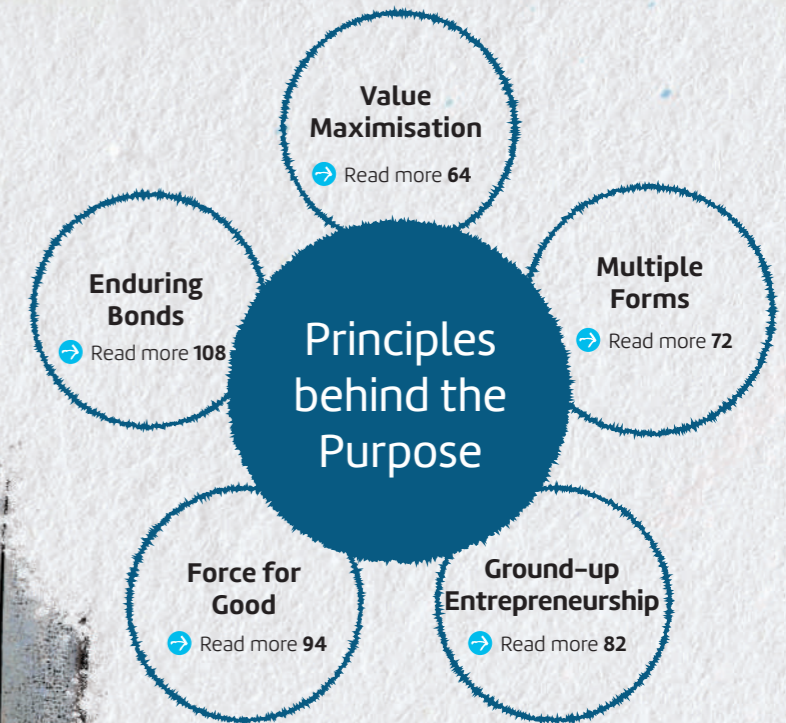 Value
Maximisation
Read more 64
Enduring
Bonds
Read more 108
Multiple
Forms
Read more 72
Principles
behind the
Purpose
Force for
Good
Read more 94
Ground-up
Entrepreneurship
Read more 82